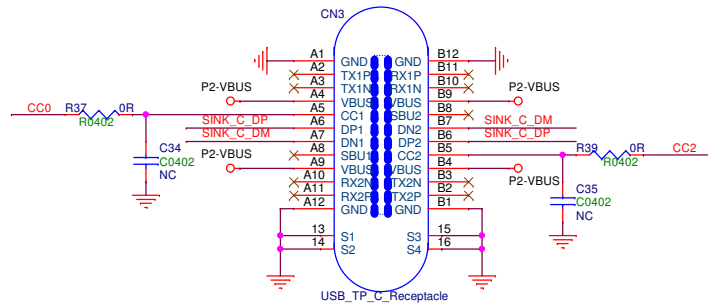 CN3
A1 GND GND B12
A2 TX1P RX1P B11
A3 TX1N RX1N B10
P2-VBUS A4 VBUS VBUS B9 P2-VBUS
CC0 R37 0R R0402 A5 CC1 SBU2 B8
SINK_C_DP A6 DP1 DN2 B7 SINK_C_DM
SINK_C_DM A7 DN1 DP2 B6 SINK_C_DP
C34 C0402 NC A8 SBU1 CC2 B5 R39 0R R0402 CC2
P2-VBUS A9 VBUS VBUS B4 P2-VBUS
A10 RX2N TX2N B3
A11 RX2P TX2P B2
A12 GND GND B1
C35 C0402 NC
13 S1 S3 15
14 S2 S4 16
USB_TP_C_Receptacle